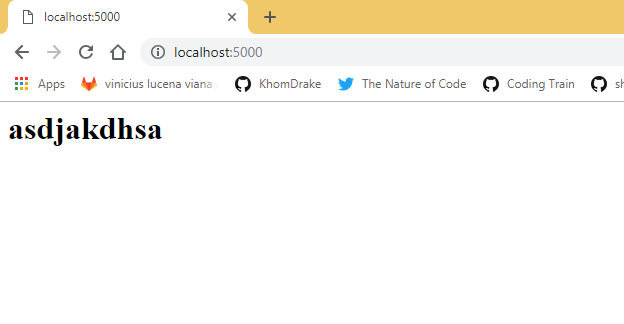 localhost:5000
localhost:5000
Apps vinicius lucena viana KhomDrake The Nature of Code Coding Train sh
asdjakdhsa